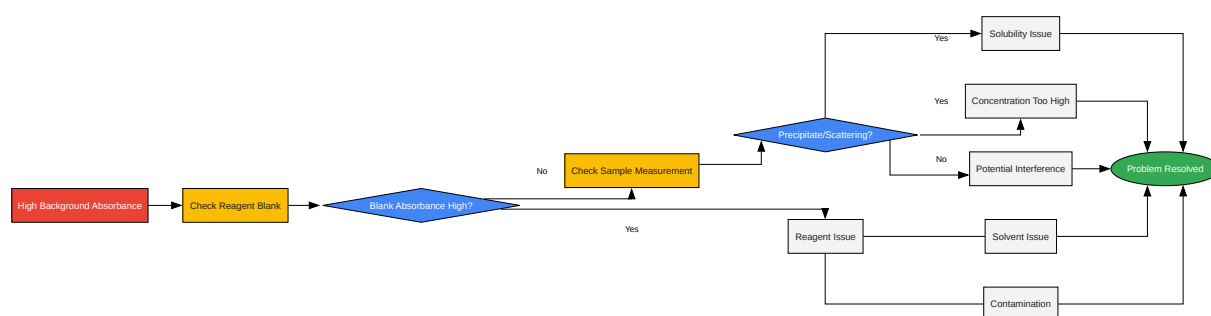 High Background Absorbance
Check Reagent Blank
Blank Absorbance High?
No
Yes
Check Sample Measurement
Precipitate/Scattering?
Yes
Solubility Issue
Yes
Concentration Too High
No
Potential Interference
Problem Resolved
Reagent Issue
Solvent Issue
Contamination